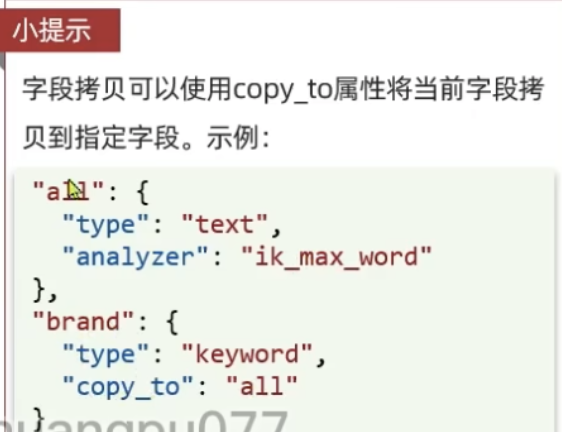 小提示
字段拷贝可以使用copy_to属性将当前字段拷
贝到指定字段。示例：
"all": {
"type": "text",
"analyzer": "ik_max_word"
},
"brand": {
"type": "keyword",
"copy_to": "all"
}
uangpu077